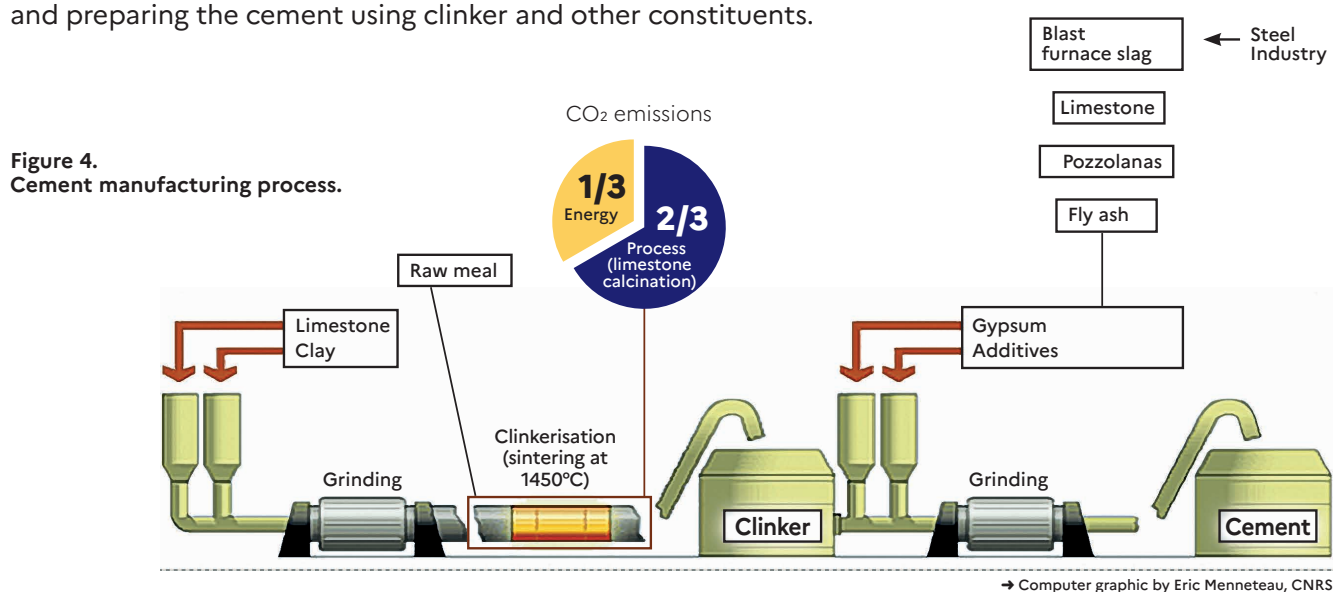 and preparing the cement using clinker and other constituents.
Blast
furnace slag
Steel
Industry
Limestone
Pozzolanas
Fly ash
CO₂ emissions
1/3
Energy
2/3
Process
(limestone
calcination)
Figure 4.
Cement manufacturing process.
Raw meal
Limestone
Clay
Gypsum
Additives
Clinkerisation
(sintering at
1450°C)
Grinding
Grinding
Clinker
Cement
➔ Computer graphic by Eric Menneteau, CNRS